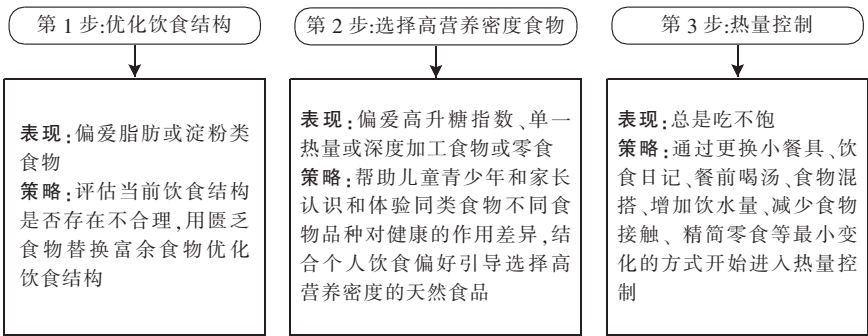 第 1 步:优化饮食结构
表现:偏爱脂肪或淀粉类
食物
策略:评估当前饮食结构
是否存在不合理,用匮乏
食物替换富余食物优化
饮食结构
第 2 步:选择高营养密度食物
表现:偏爱高升糖指数、单一
热量或深度加工食物或零食
策略:帮助儿童青少年和家长
认识和体验同类食物不同食
物品种对健康的作用差异,结
合个人饮食偏好引导选择高
营养密度的天然食品
第 3 步:热量控制
表现:总是吃不饱
策略:通过更换小餐具、饮
食日记、餐前喝汤、食物混
搭、增加饮水量、减少食物
接触、精简零食等最小变
化的方式开始进入热量控
制